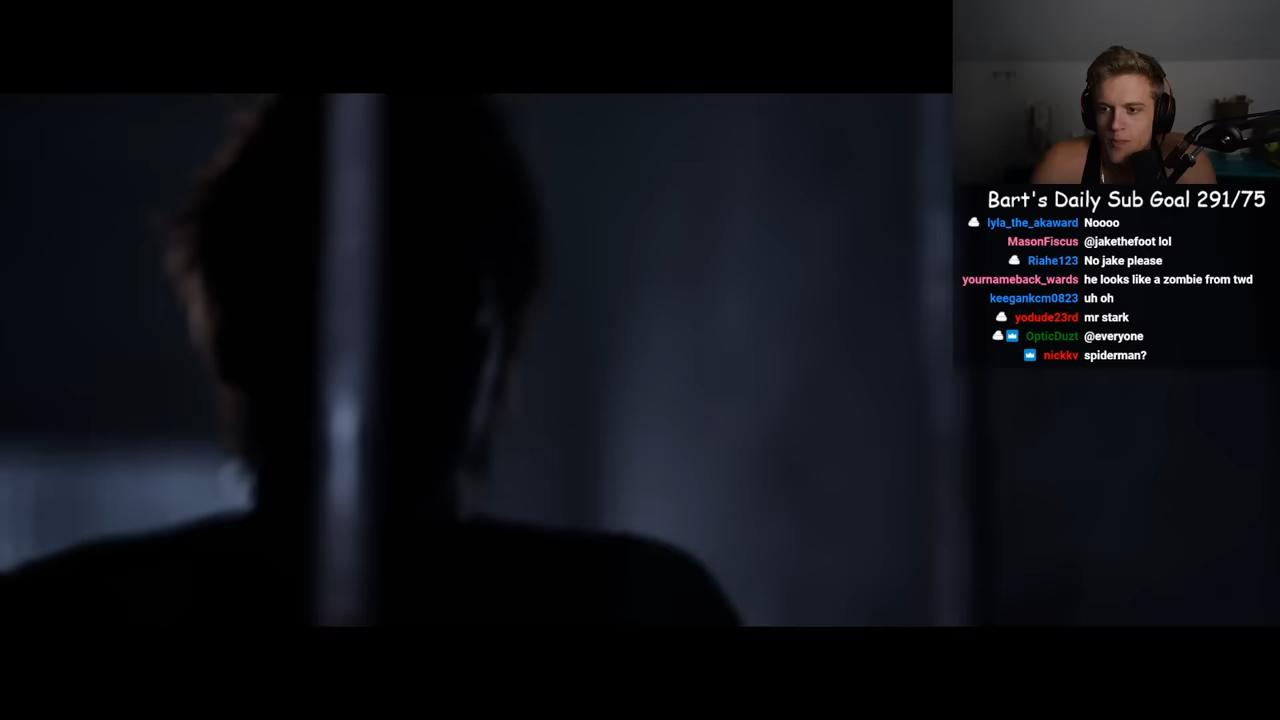 Bart's Daily Sub Goal 291/75
lyla_the_akaward Noooo
MasonFiscus @jakethefoot lol
Riahe123 No jake please
yournameback_wards he looks like a zombie from twd
keegankcm0823 uh oh
yodude23rd mr stark
OpticDuzt @everyone
nickkv spiderman?